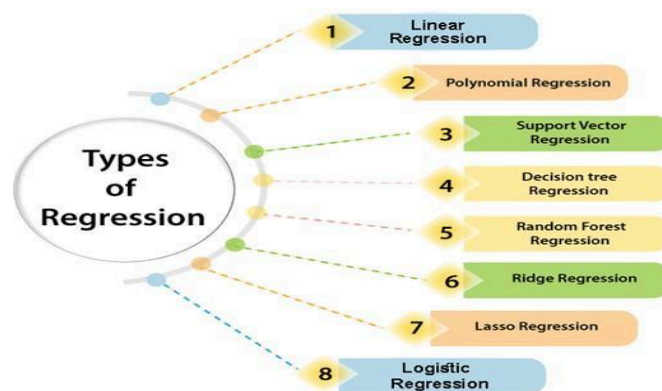 Types
of
Regression
1
Linear
Regression
2
Polynomial Regression
3
Support Vector
Regression
4
Decision tree
Regression
5
Random Forest
Regression
6
Ridge Regression
7
Lasso Regression
8
Logistic
Regression